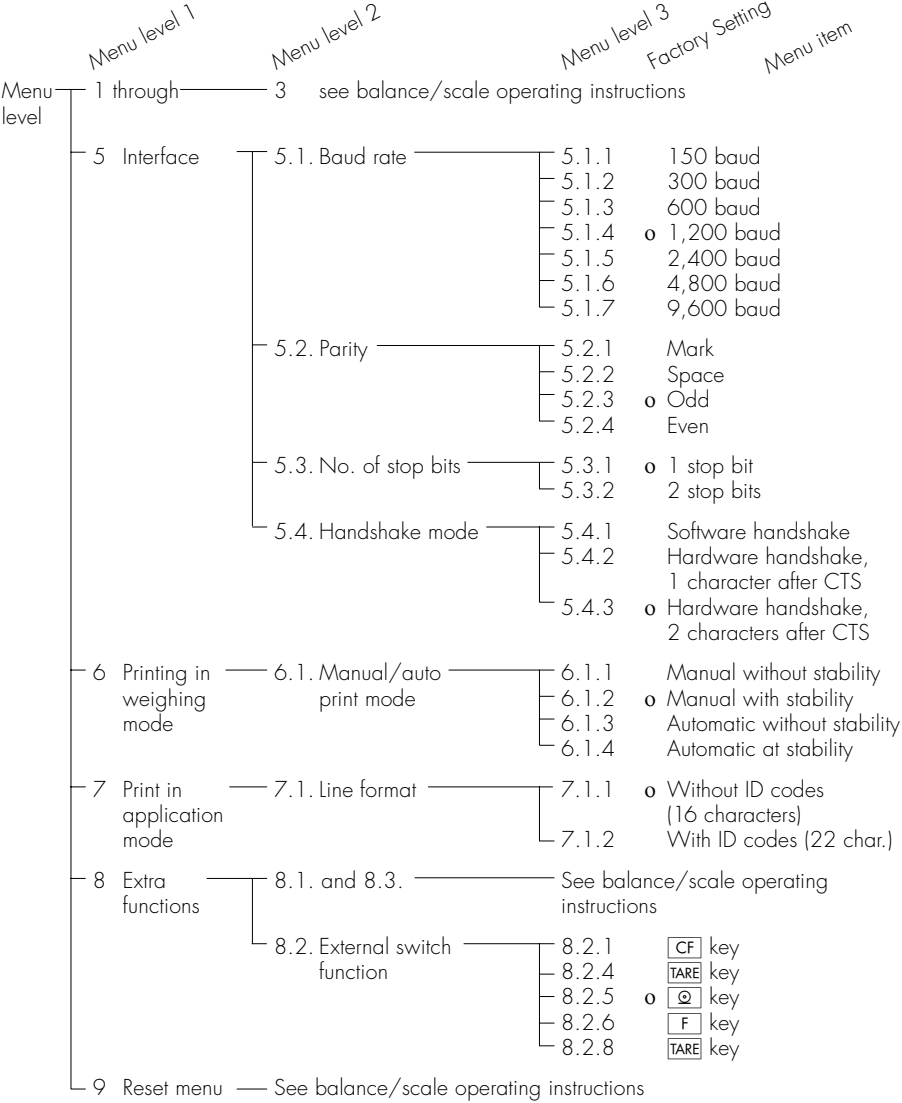 Menu level 1 Menu level 2 Menu level 3 Factory Setting Menu item
Menu level 1 through 3 see balance/scale operating instructions
5 Interface 5.1. Baud rate 5.1.1 150 baud
5.1.2 300 baud
5.1.3 600 baud
5.1.4 o 1,200 baud
5.1.5 2,400 baud
5.1.6 4,800 baud
5.1.7 9,600 baud
5.2. Parity 5.2.1 Mark
5.2.2 Space
5.2.3 o Odd
5.2.4 Even
5.3. No. of stop bits 5.3.1 o 1 stop bit
5.3.2 2 stop bits
5.4. Handshake mode 5.4.1 Software handshake
5.4.2 Hardware handshake,
1 character after CTS
5.4.3 o Hardware handshake,
2 characters after CTS
6 Printing in 6.1. Manual/auto 6.1.1 Manual without stability
weighing print mode 6.1.2 o Manual with stability
mode 6.1.3 Automatic without stability
6.1.4 Automatic at stability
7 Print in 7.1. Line format 7.1.1 o Without ID codes
application (16 characters)
mode 7.1.2 With ID codes (22 char.)
8 Extra 8.1. and 8.3. See balance/scale operating
functions instructions
8.2. External switch 8.2.1 CF key
function 8.2.4 TARE key
8.2.5 o key
8.2.6 F key
8.2.8 TARE key
9 Reset menu See balance/scale operating instructions